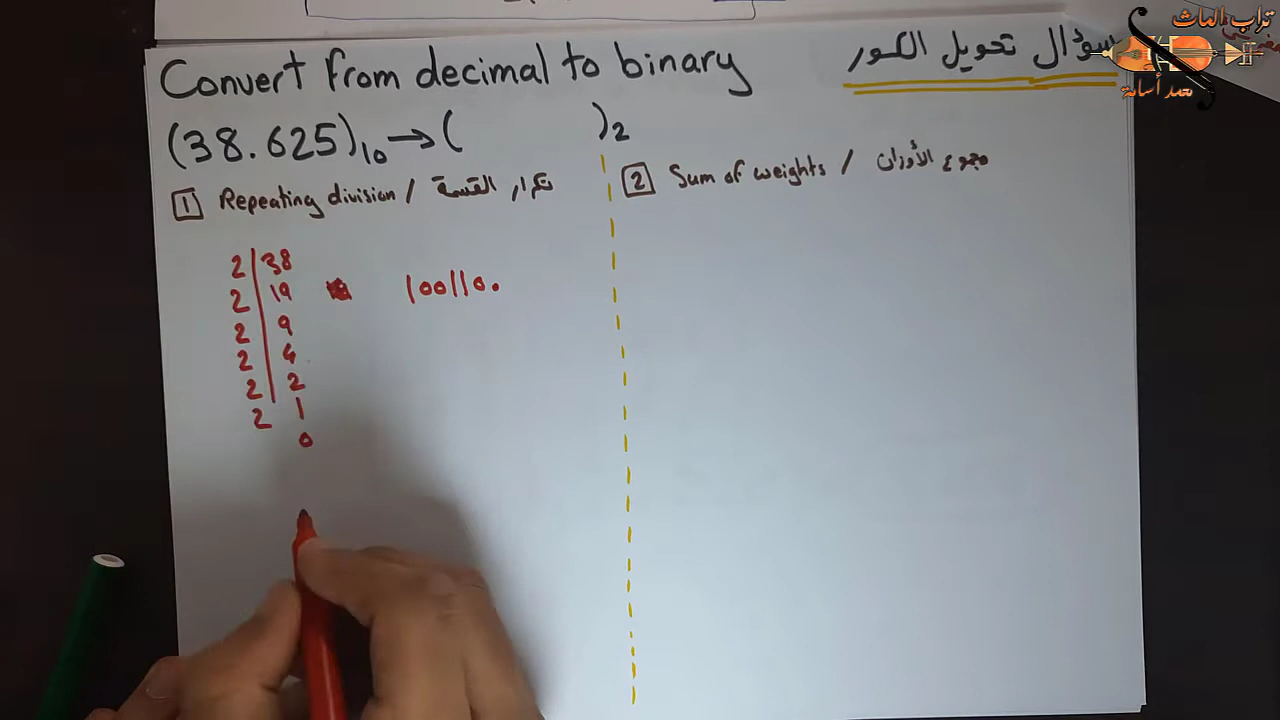 سؤال تحويل الكسور
Convert from decimal to binary
(38.625)10→( )2
1 Repeating division / تكرار القسمة
2 Sum of weights / مجموع الأوزان
2 38
2 19
2 9
2 4
2 2
2 1
0
100110.
تراب الماث
محمد أسامة